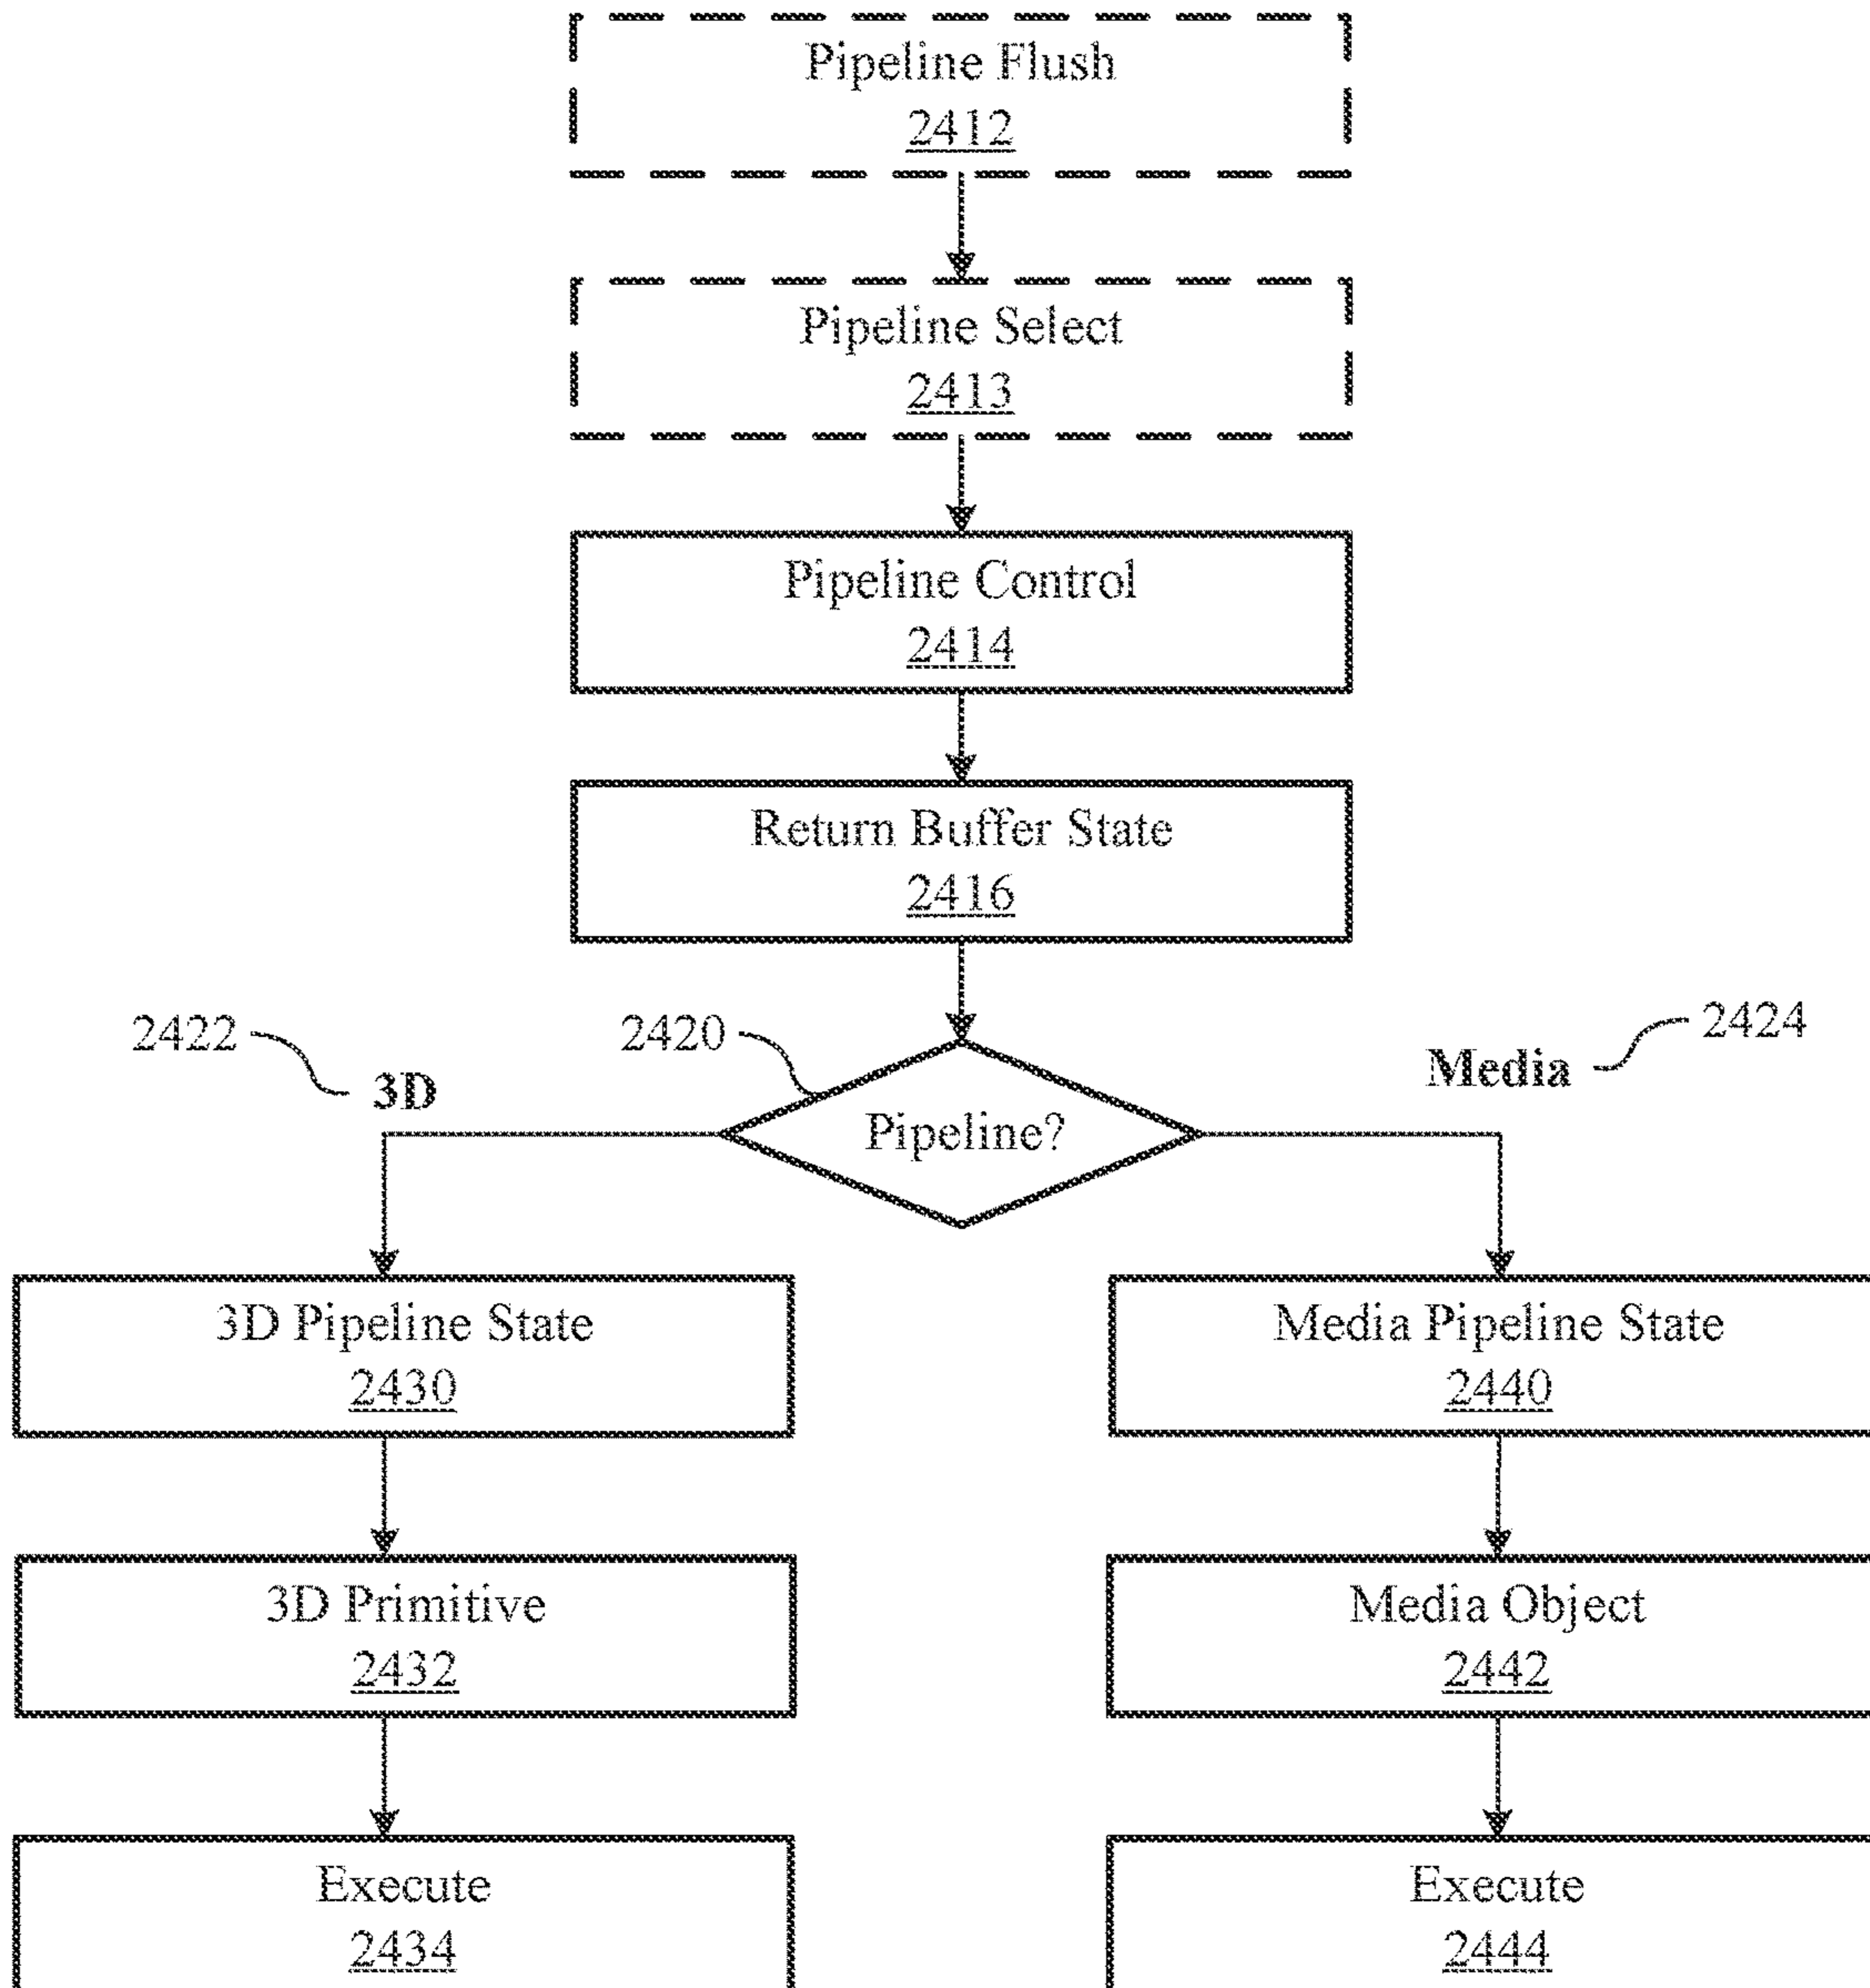 Pipeline Flush
2412
Pipeline Select
2413
Pipeline Control
2414
Return Buffer State
2416
2422
3D
2420
Pipeline?
Media
2424
3D Pipeline State
2430
Media Pipeline State
2440
3D Primitive
2432
Media Object
2442
Execute
2434
Execute
2444